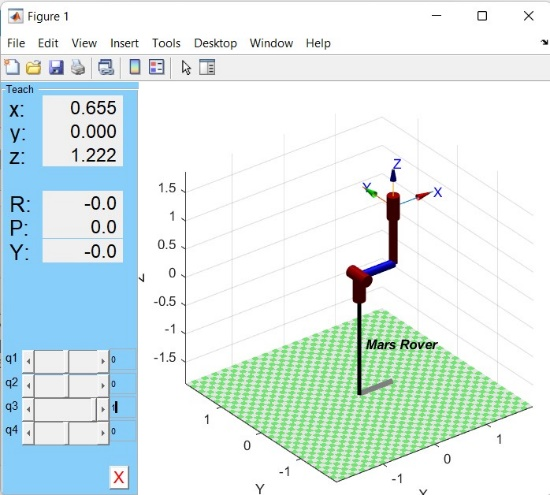 Figure 1
File Edit View Insert Tools Desktop Window Help
Teach
x: 0.655
y: 0.000
z: 1.222
R: -0.0
P: 0.0
Y: -0.0
q1 0
q2 0
q3
q4 0
X
1.5
1
0.5
0
-0.5
-1
-1.5
Z
Y
X
Mars Rover
1
0
-1
Y
-1
0
1
X